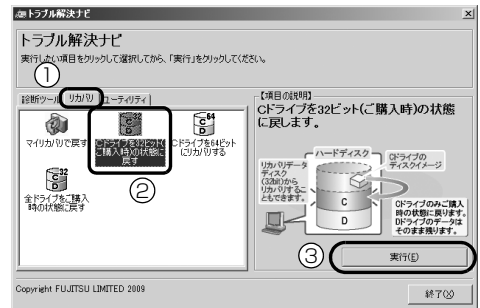 トラブル解決ナビ
トラブル解決ナビ
実行したい項目をクリックして選択してから、「実行」をクリックしてください。
①
診断ツール リカバリ ユーティリティ
マイリカバリで戻す
32
C
D
Cドライブを32ビット(ご購入時)の状態に戻す
64
C
D
Cドライブを64ビットにリカバリする
②
32
C
D
全ドライブをご購入時の状態に戻す
【項目の説明】
Cドライブを32ビット(ご購入時)の状態
に戻します。
ハードディスク
Cドライブの
ディスクイメージ
リカバリデータ
ディスク
(32bit)から
リカバリするこ
ともできます。
C
D
Cドライブのみご購入
時の状態に戻ります。
Dドライブのデータは
そのまま残ります。
③
実行(E)
Copyright FUJITSU LIMITED 2009
終了(X)